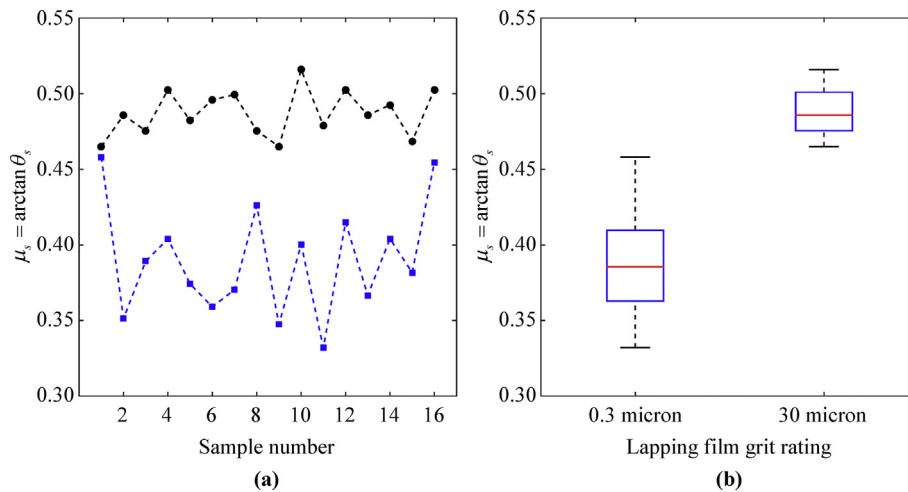 0.55
0.50
0.45
0.40
0.35
0.30
μs = arctan θs
2 4 6 8 10 12 14 16
Sample number
(a)
0.55
0.50
0.45
0.40
0.35
0.30
μs = arctan θs
0.3 micron 30 micron
Lapping film grit rating
(b)